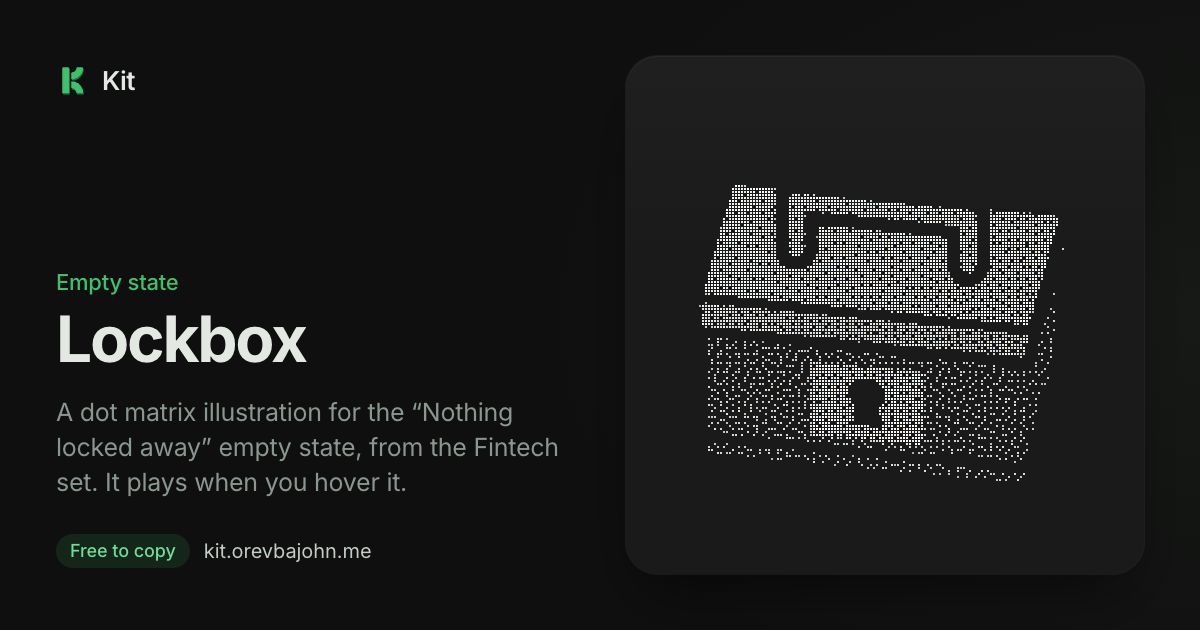 Kit
Empty state
Lockbox
A dot matrix illustration for the “Nothing
locked away” empty state, from the Fintech
set. It plays when you hover it.
Free to copy
kit.orevbajohn.me